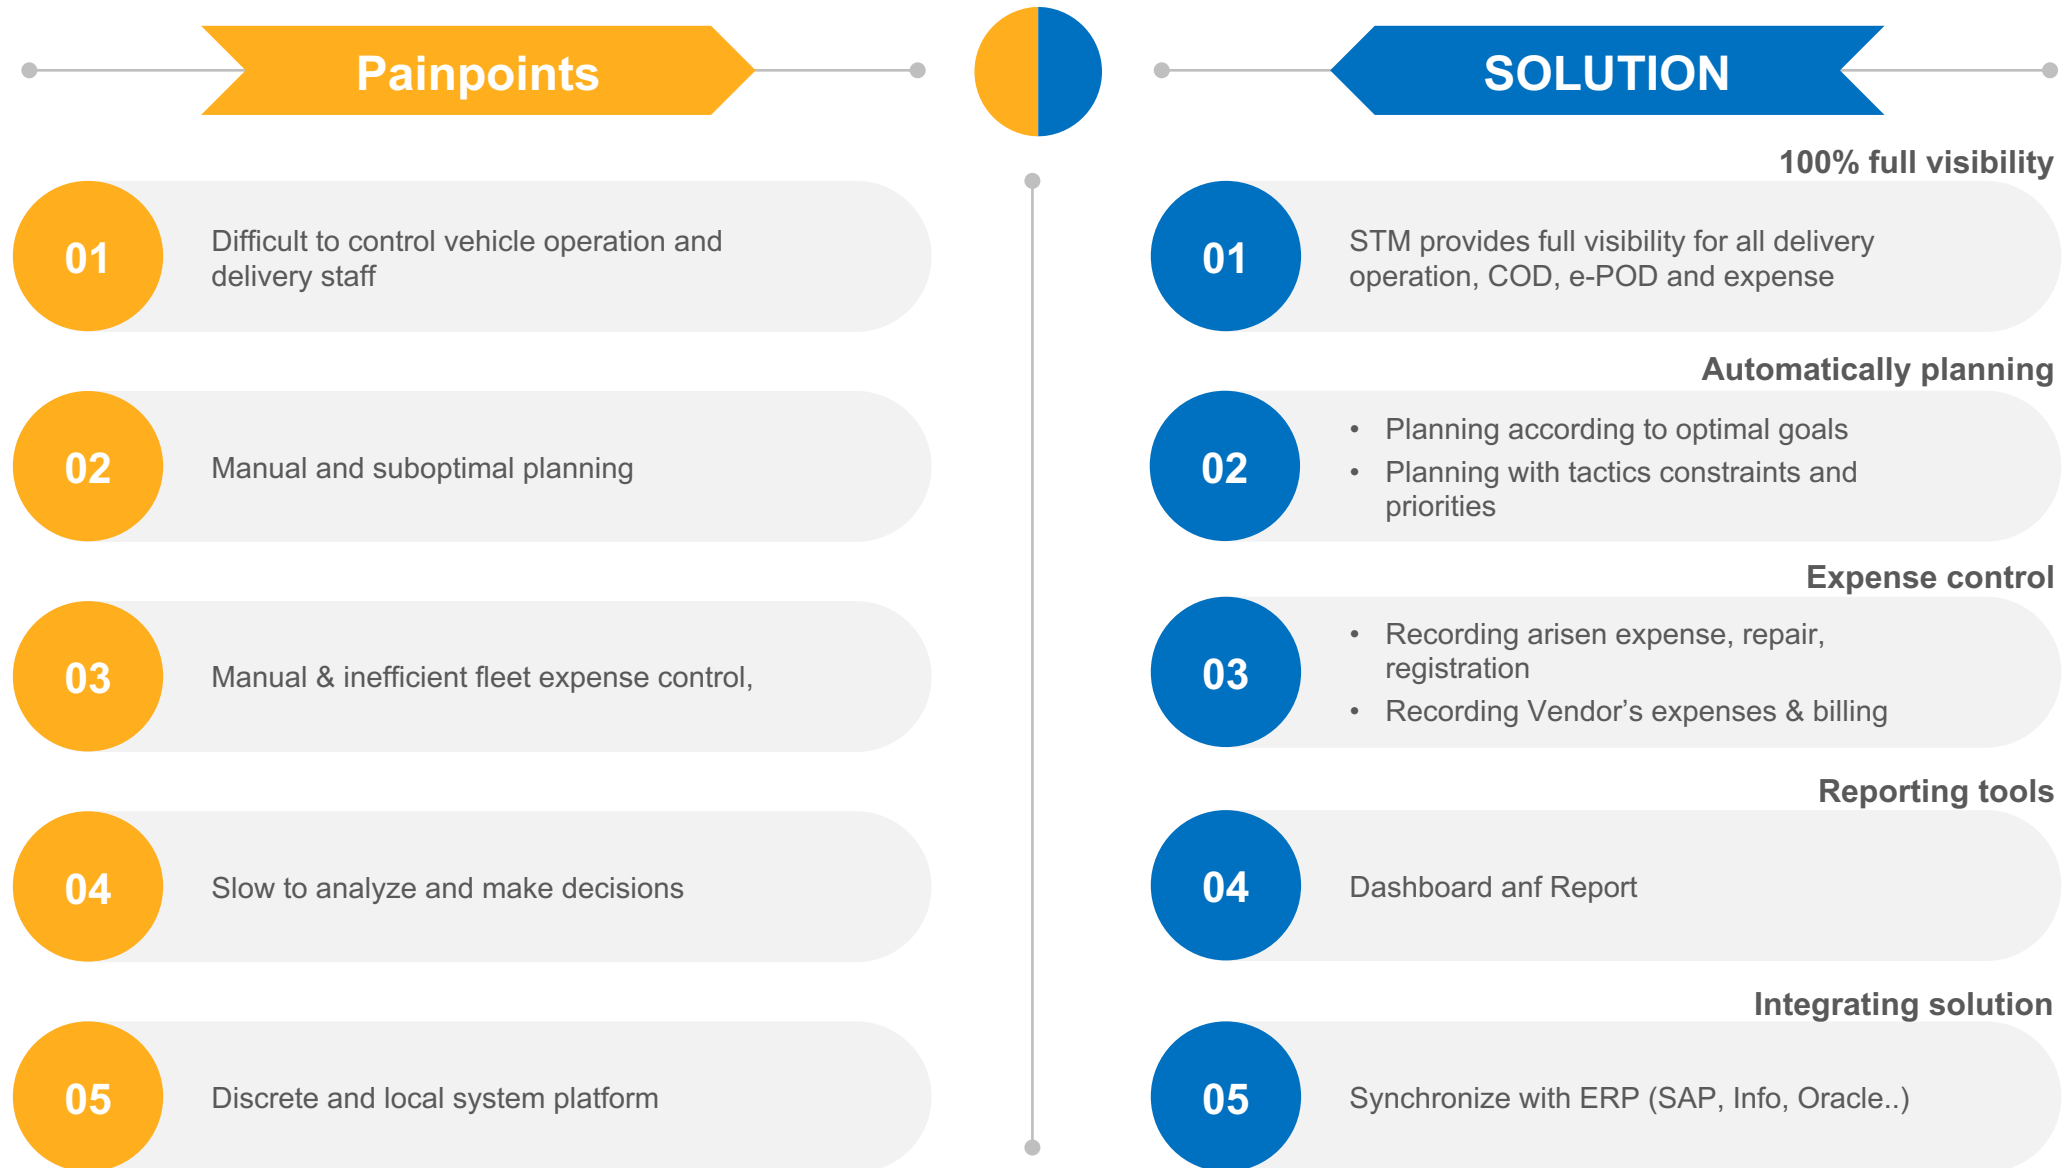 Painpoints
01
Difficult to control vehicle operation and
delivery staff
02
Manual and suboptimal planning
03
Manual & inefficient fleet expense control,
04
Slow to analyze and make decisions
05
Discrete and local system platform
SOLUTION
100% full visibility
01
STM provides full visibility for all delivery
operation, COD, e-POD and expense
Automatically planning
02
• Planning according to optimal goals
• Planning with tactics constraints and
priorities
Expense control
03
• Recording arisen expense, repair,
registration
• Recording Vendor’s expenses & billing
Reporting tools
04
Dashboard anf Report
Integrating solution
05
Synchronize with ERP (SAP, Info, Oracle..)